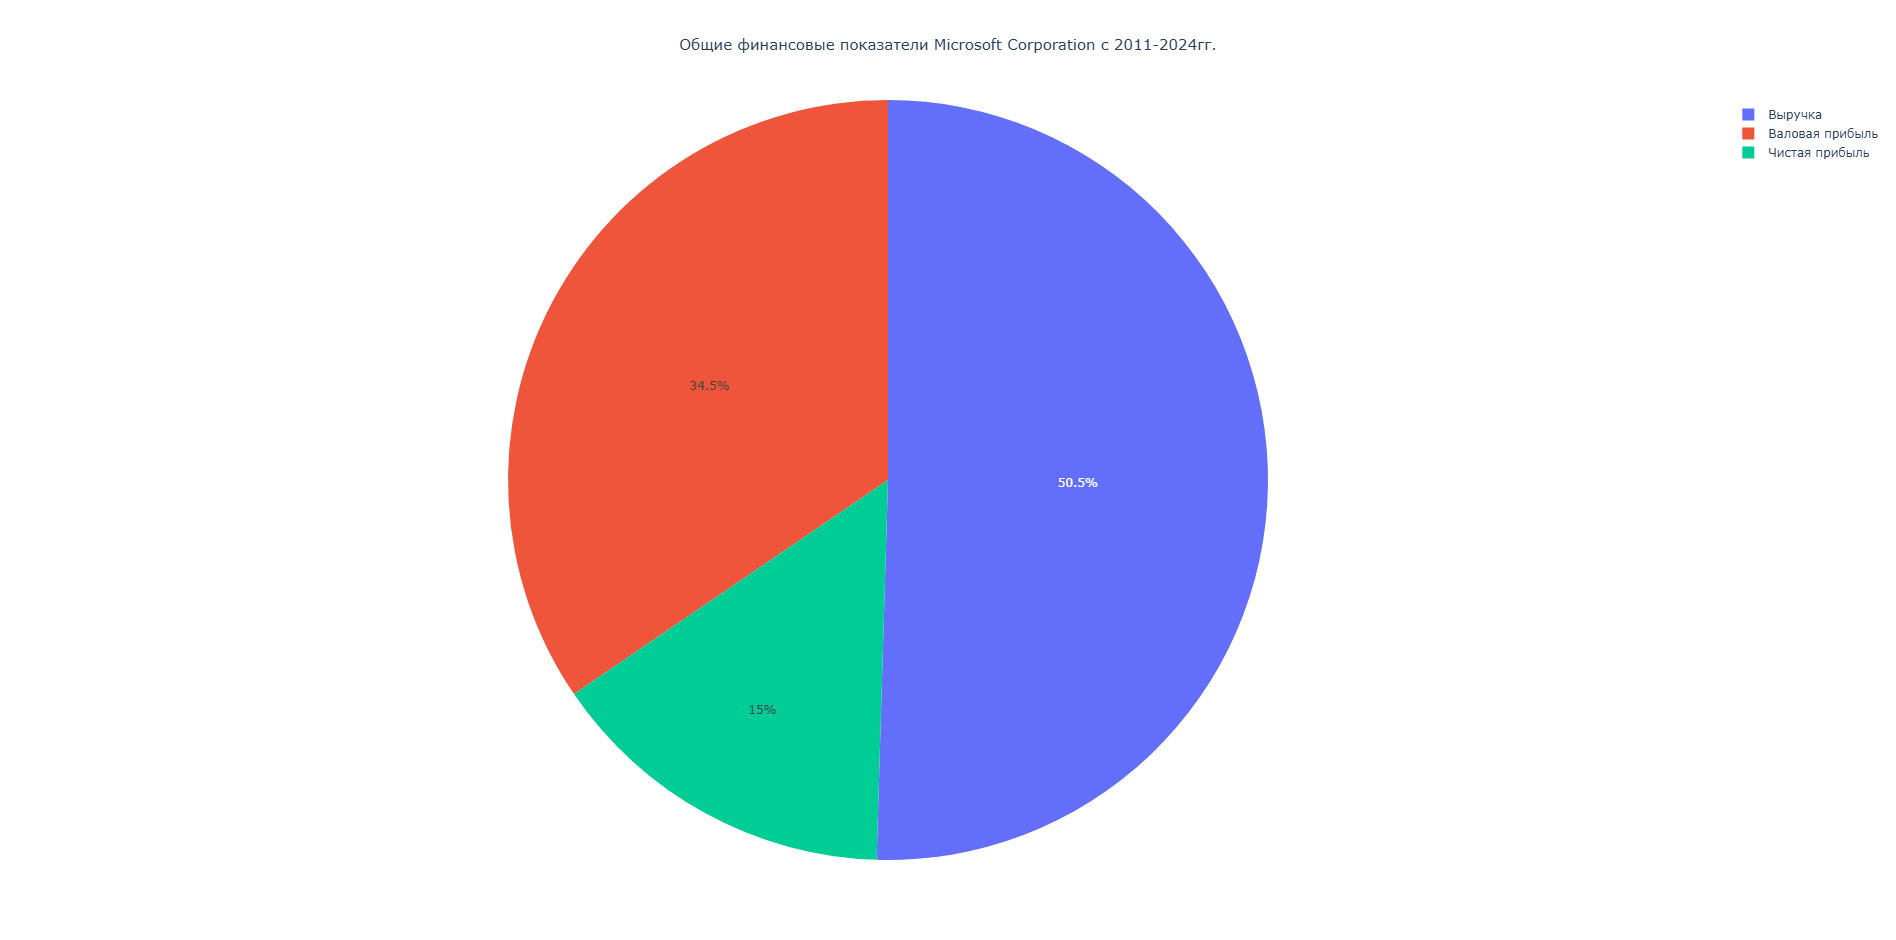 Общие финансовые показатели Microsoft Corporation с 2011-2024гг.
Выручка
Валовая прибыль
Чистая прибыль
34.5%
50.5%
15%